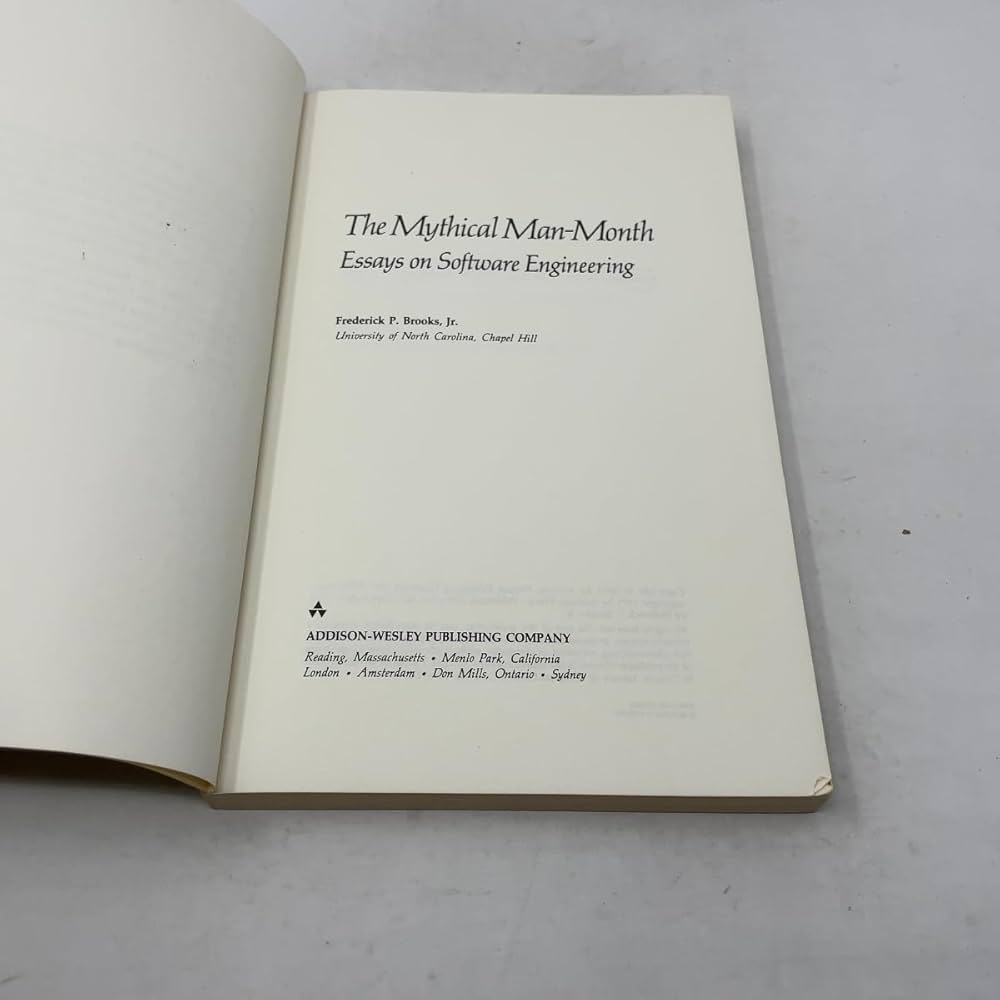 The Mythical Man-Month
Essays on Software Engineering
Frederick P. Brooks, Jr.
University of North Carolina, Chapel Hill
ADDISON-WESLEY PUBLISHING COMPANY
Reading, Massachusetts • Menlo Park, California
London • Amsterdam • Don Mills, Ontario • Sydney